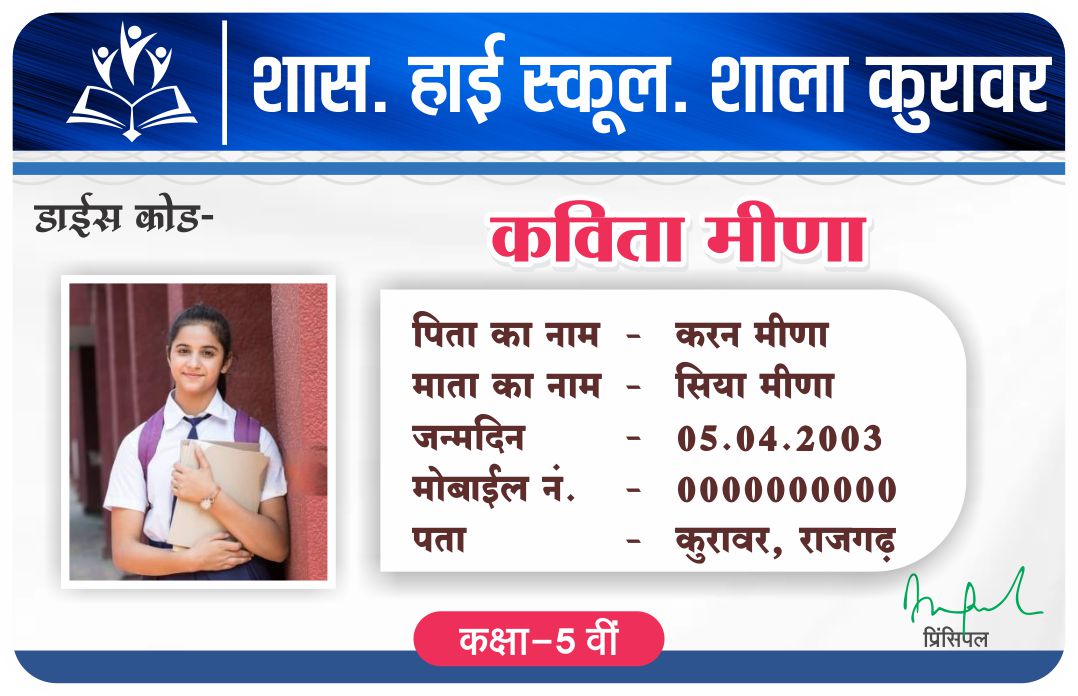 शास. हाई स्कूल. शाला कुरावर
डाईस कोड-
कविता मीणा
पिता का नाम - करन मीणा
माता का नाम - सिया मीणा
जन्मदिन - 05.04.2003
मोबाईल नं. - 0000000000
पता - कुरावर, राजगढ़
प्रिंसिपल
कक्षा-5 वीं